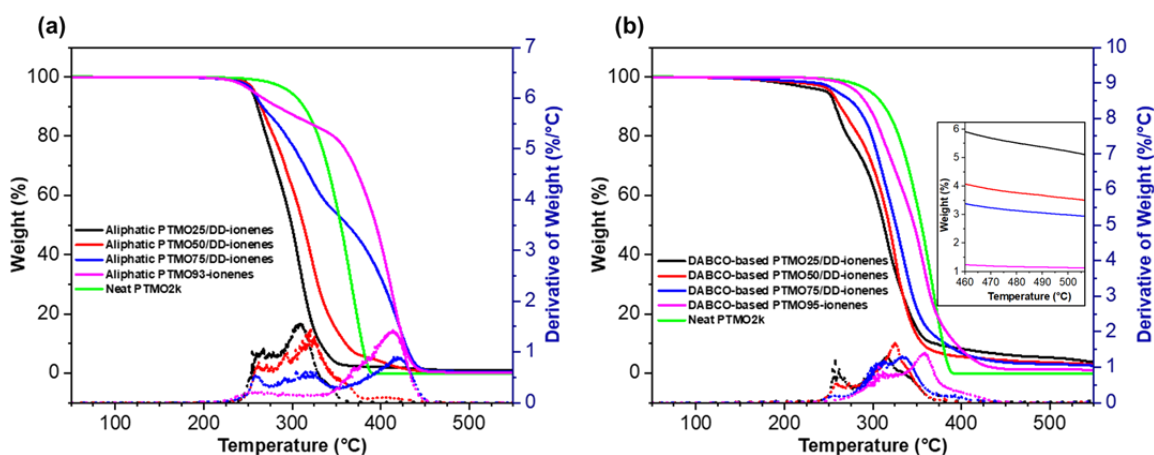 (a)
Weight (%)
100
80
60
40
20
0
Aliphatic PTMO25/DD-ionenes
Aliphatic PTMO50/DD-ionenes
Aliphatic PTMO75/DD-ionenes
Aliphatic PTMO93-ionenes
Neat PTMO2k
100
200
300
400
500
Temperature (°C)
7
6
5
4
3
2
1
0
Derivative of Weight (%/°C)
(b)
Weight (%)
100
80
60
40
20
0
DABCO-based PTMO25/DD-ionenes
DABCO-based PTMO50/DD-ionenes
DABCO-based PTMO75/DD-ionenes
DABCO-based PTMO95-ionenes
Neat PTMO2k
Weight (%)
6
5
4
3
2
1
460
470
480
490
500
Temperature (°C)
100
200
300
400
500
Temperature (°C)
10
9
8
7
6
5
4
3
2
1
0
Derivative of Weight (%/°C)